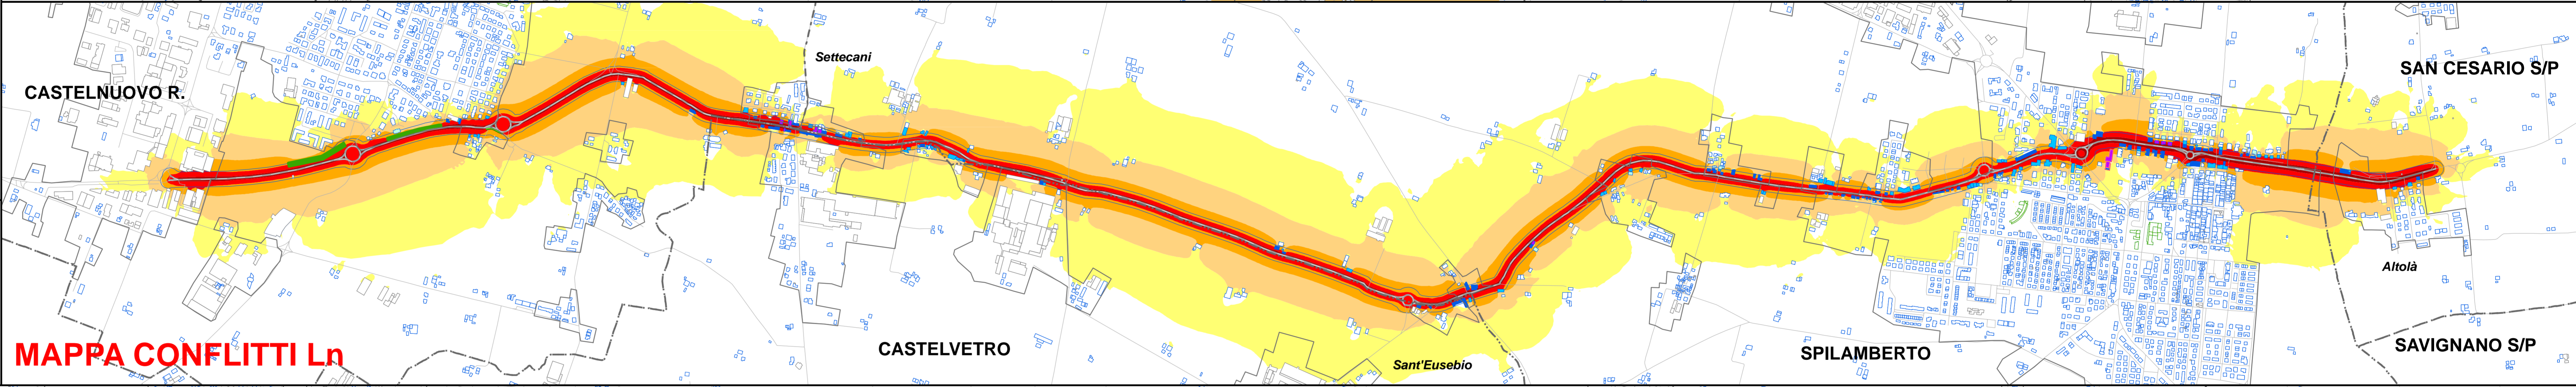 Settecani
SAN CESARIO S/P
CASTELNUOVO R.
Altolà
SAVIGNANO S/P
CASTELVETRO
SPILAMBERTO
MAPPA CONFLITTI Ln
Sant'Eusebio